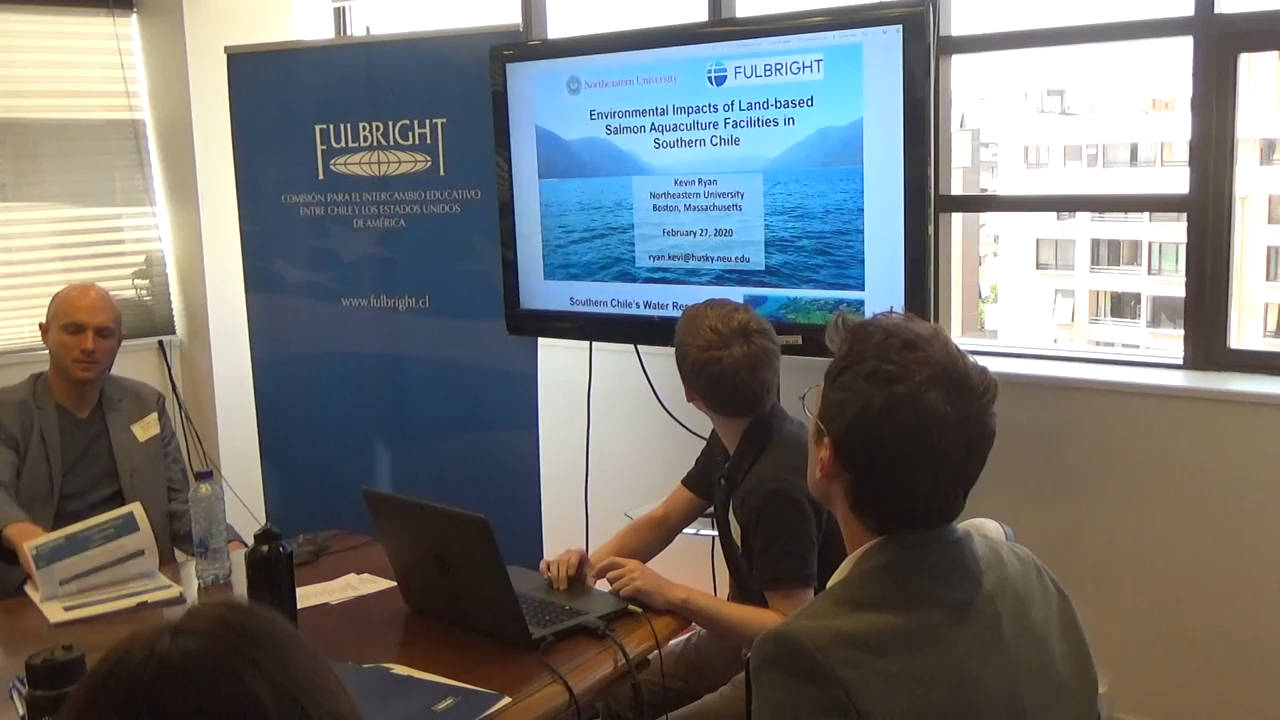 FULBRIGHT
COMISIÓN PARA EL INTERCAMBIO EDUCATIVO
ENTRE CHILE Y LOS ESTADOS UNIDOS
DE AMÉRICA
www.fulbright.cl
Northeastern University
FULBRIGHT
Environmental Impacts of Land-based
Salmon Aquaculture Facilities in
Southern Chile
Kevin Ryan
Northeastern University
Boston, Massachusetts
February 27, 2020
ryan.kevi@husky.neu.edu
Southern Chile's Water